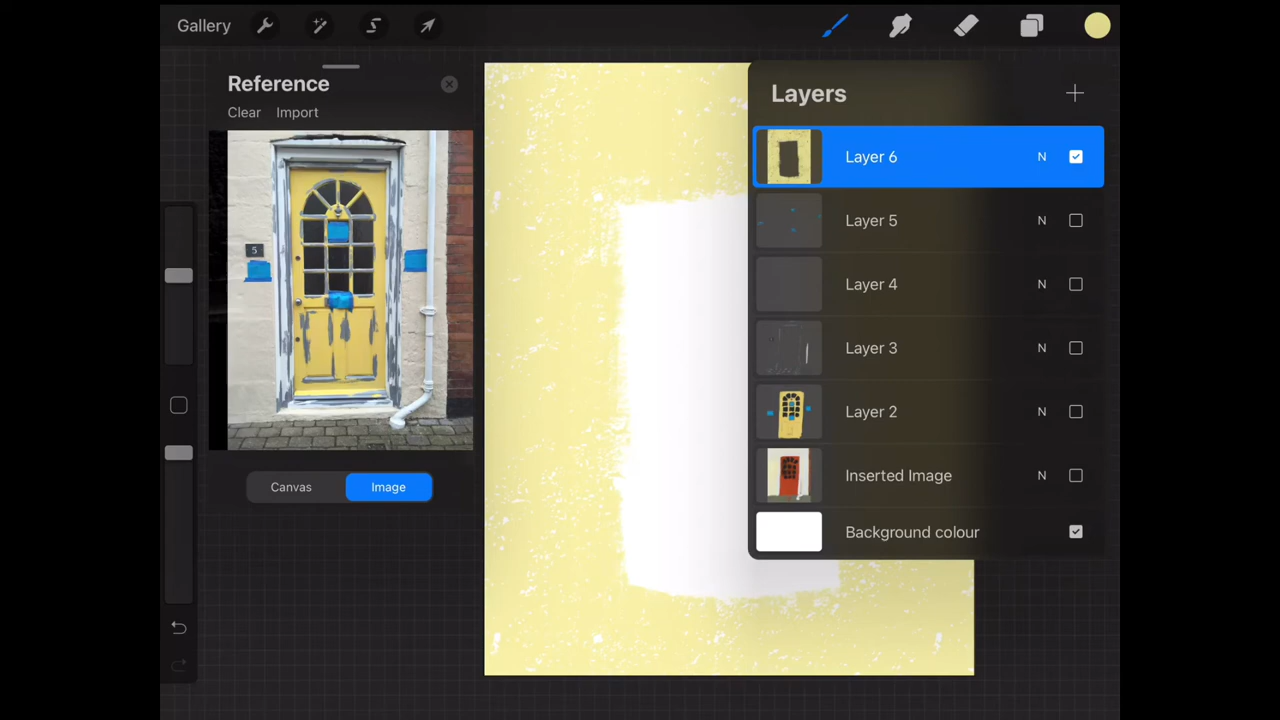 Gallery
Reference
Clear Import
5
Canvas Image
Layers
Layer 6 N
Layer 5 N
Layer 4 N
Layer 3 N
Layer 2 N
Inserted Image N
Background colour